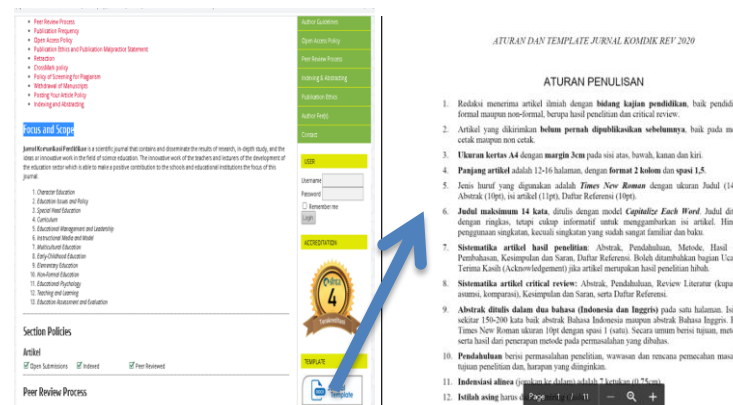 Peer Review Process
Publication Frequency
Open Access Policy
Publication Ethics and Publication Malpractice Statement
Retraction
CrossMark policy
Policy of Screening for Plagiarism
Withdrawal of Manuscripts
Posting Your Article Policy
Indexing and Abstracting
Focus and Scope
Jurnal Komunikasi Pendidikan is a scientific journal that contains and disseminates the results of research, in-depth study, and the
ideas or innovative work in the field of science education. The innovative work of the teachers and lecturers of the development of
the education sector which is able to make a positive contribution to the schools and educational institutions the focus of this
journal.
1. Character Education
2. Education Issues and Policy
3. Special Need Education
4. Curriculum
5. Educational Management and Leadership
6. Instructional Media and Model
7. Multicultural Education
8. Early-Childhood Education
9. Elementary Education
10. Non-Formal Education
11. Educational Psychology
12. Teaching and Learning
13. Education Assessment and Evaluation
Section Policies
Artikel
Open Submissions Indexed Peer Reviewed
Peer Review Process
Author Guidelines
Open Access Policy
Peer Review Process
Indexing & Abstracting
Publication Ethics
Author Fee(s)
Contact
USER
Username
Password
Remember me
Login
ACCREDITATION
4
TEMPLATE
Template
ATURAN DAN TEMPLATE JURNAL KOMDIK REV 2020
ATURAN PENULISAN
1. Redaksi menerima artikel ilmiah dengan bidang kajian pendidikan, baik pendidi
formal maupun non-formal, berupa hasil penelitian dan critical review.
2. Artikel yang dikirimkan belum pernah dipublikasikan sebelumnya, baik pada me
cetak maupun non cetak.
3. Ukuran kertas A4 dengan margin 3cm pada sisi atas, bawah, kanan dan kiri.
4. Panjang artikel adalah 12-16 halaman, dengan format 2 kolom dan spasi 1,5.
5. Jenis huruf yang digunakan adalah Times New Roman dengan ukuran Judul (14
Abstrak (10pt), isi artikel (11pt), Daftar Referensi (10pt).
6. Judul maksimum 14 kata, ditulis dengan model Capitalize Each Word. Judul dit
dengan ringkas, tetapi cukup informatif untuk menggambarkan isi artikel. Hin
penggunaan singkatan, kecuali singkatan yang sudah sangat familiar dan baku.
7. Sistematika artikel hasil penelitian: Abstrak, Pendahuluan, Metode, Hasil
Pembahasan, Kesimpulan dan Saran, Daftar Referensi. Boleh ditambahkan bagian Uca
Terima Kasih (Acknowledgement) jika artikel merupakan hasil penelitian hibah.
8. Sistematika artikel critical review: Abstrak, Pendahuluan, Review Literatur (kupa
asumsi, komparasi), Kesimpulan dan Saran, serta Daftar Referensi.
9. Abstrak ditulis dalam dua bahasa (Indonesia dan Inggris) pada satu halaman. Isi
sekitar 150-200 kata baik abstrak Bahasa Indonesia maupun abstrak Bahasa Inggris.
Times New Roman ukuran 10pt dengan spasi 1 (satu). Secara umum berisi tujuan, met
serta hasil dari penerapan metode pada permasalahan yang dibahas.
10. Pendahuluan berisi permasalahan penelitian, wawasan dan rencana pemecahan masa
tujuan penelitian dan, harapan yang diinginkan.
11. Indensiasi alinea (jorokan ke dalam) adalah 7 ketukan (0.75cm)
12. Istilah asing harus
Page 1 11